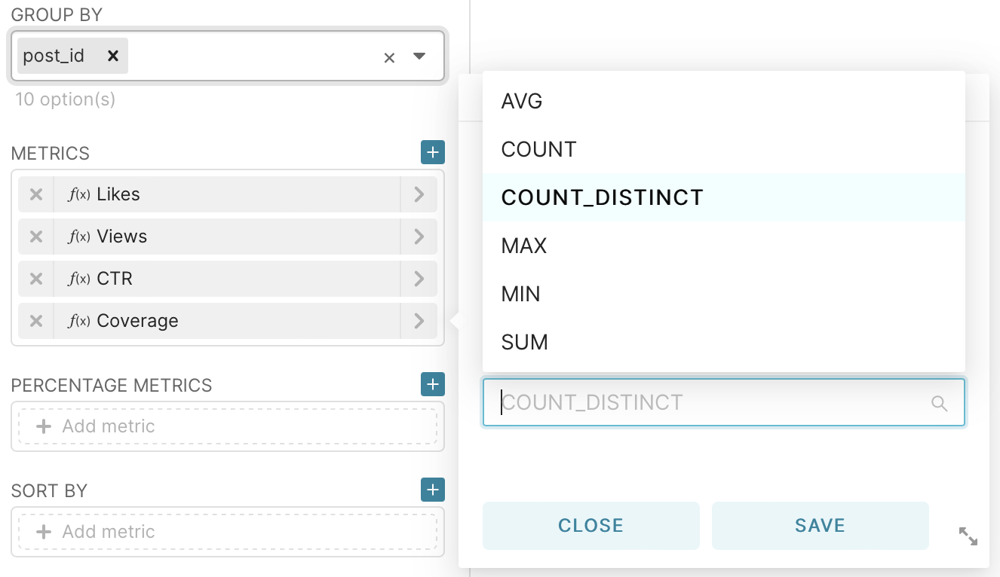 GROUP BY
post_id
10 option(s)
METRICS
f(x) Likes
f(x) Views
f(x) CTR
f(x) Coverage
PERCENTAGE METRICS
Add metric
SORT BY
Add metric
AVG
COUNT
COUNT_DISTINCT
MAX
MIN
SUM
COUNT_DISTINCT
CLOSE
SAVE